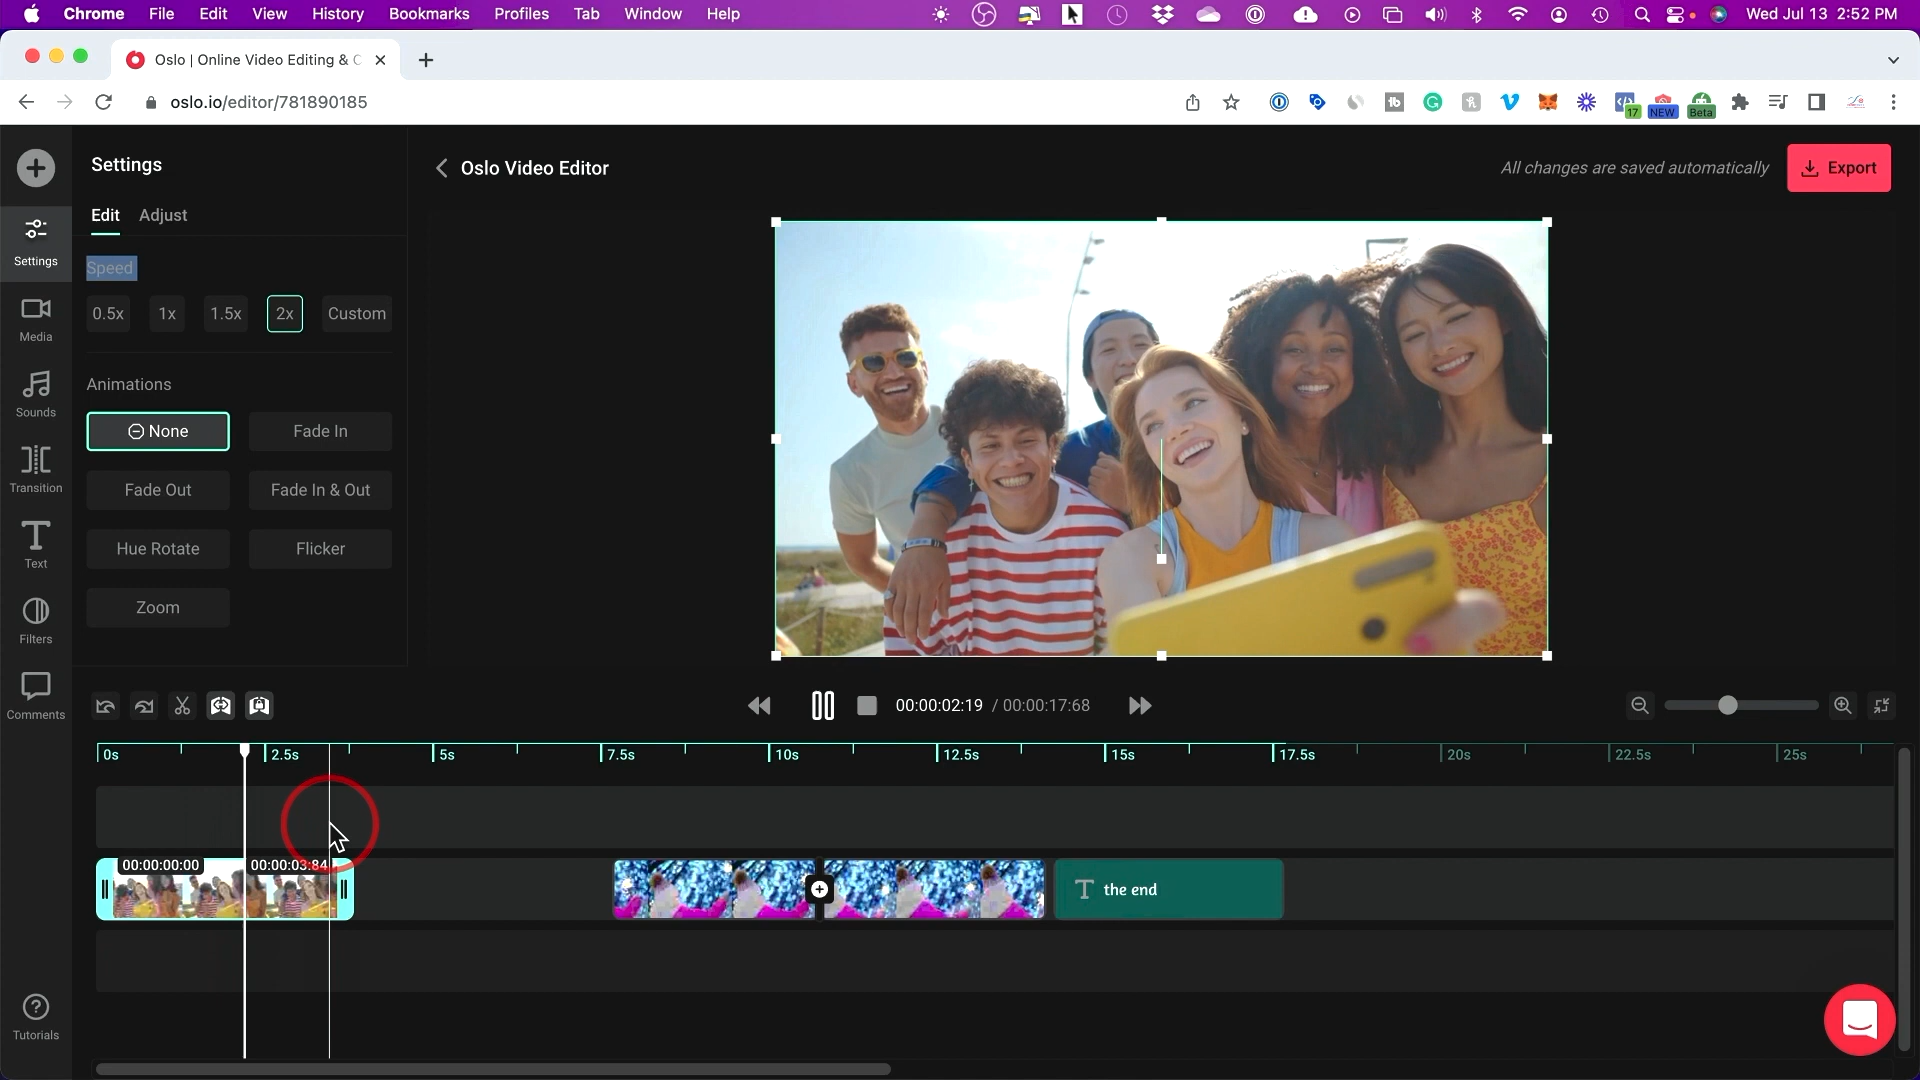 Chrome File Edit View History Bookmarks Profiles Tab Window Help Wed Jul 13 2:52 PM
Oslo | Online Video Editing & C
oslo.io/editor/781890185
17 NEW Beta
Settings
Oslo Video Editor
All changes are saved automatically
Export
Edit Adjust
Speed
0.5x 1x 1.5x 2x Custom
Animations
None Fade In
Fade Out Fade In & Out
Hue Rotate Flicker
Zoom
Settings
Media
Sounds
Transition
Text
Filters
Comments
Tutorials
00:00:02:19 / 00:00:17:68
0s 2.5s 5s 7.5s 10s 12.5s 15s 17.5s 20s 22.5s 25s
00:00:00:00 00:00:03:84
T the end